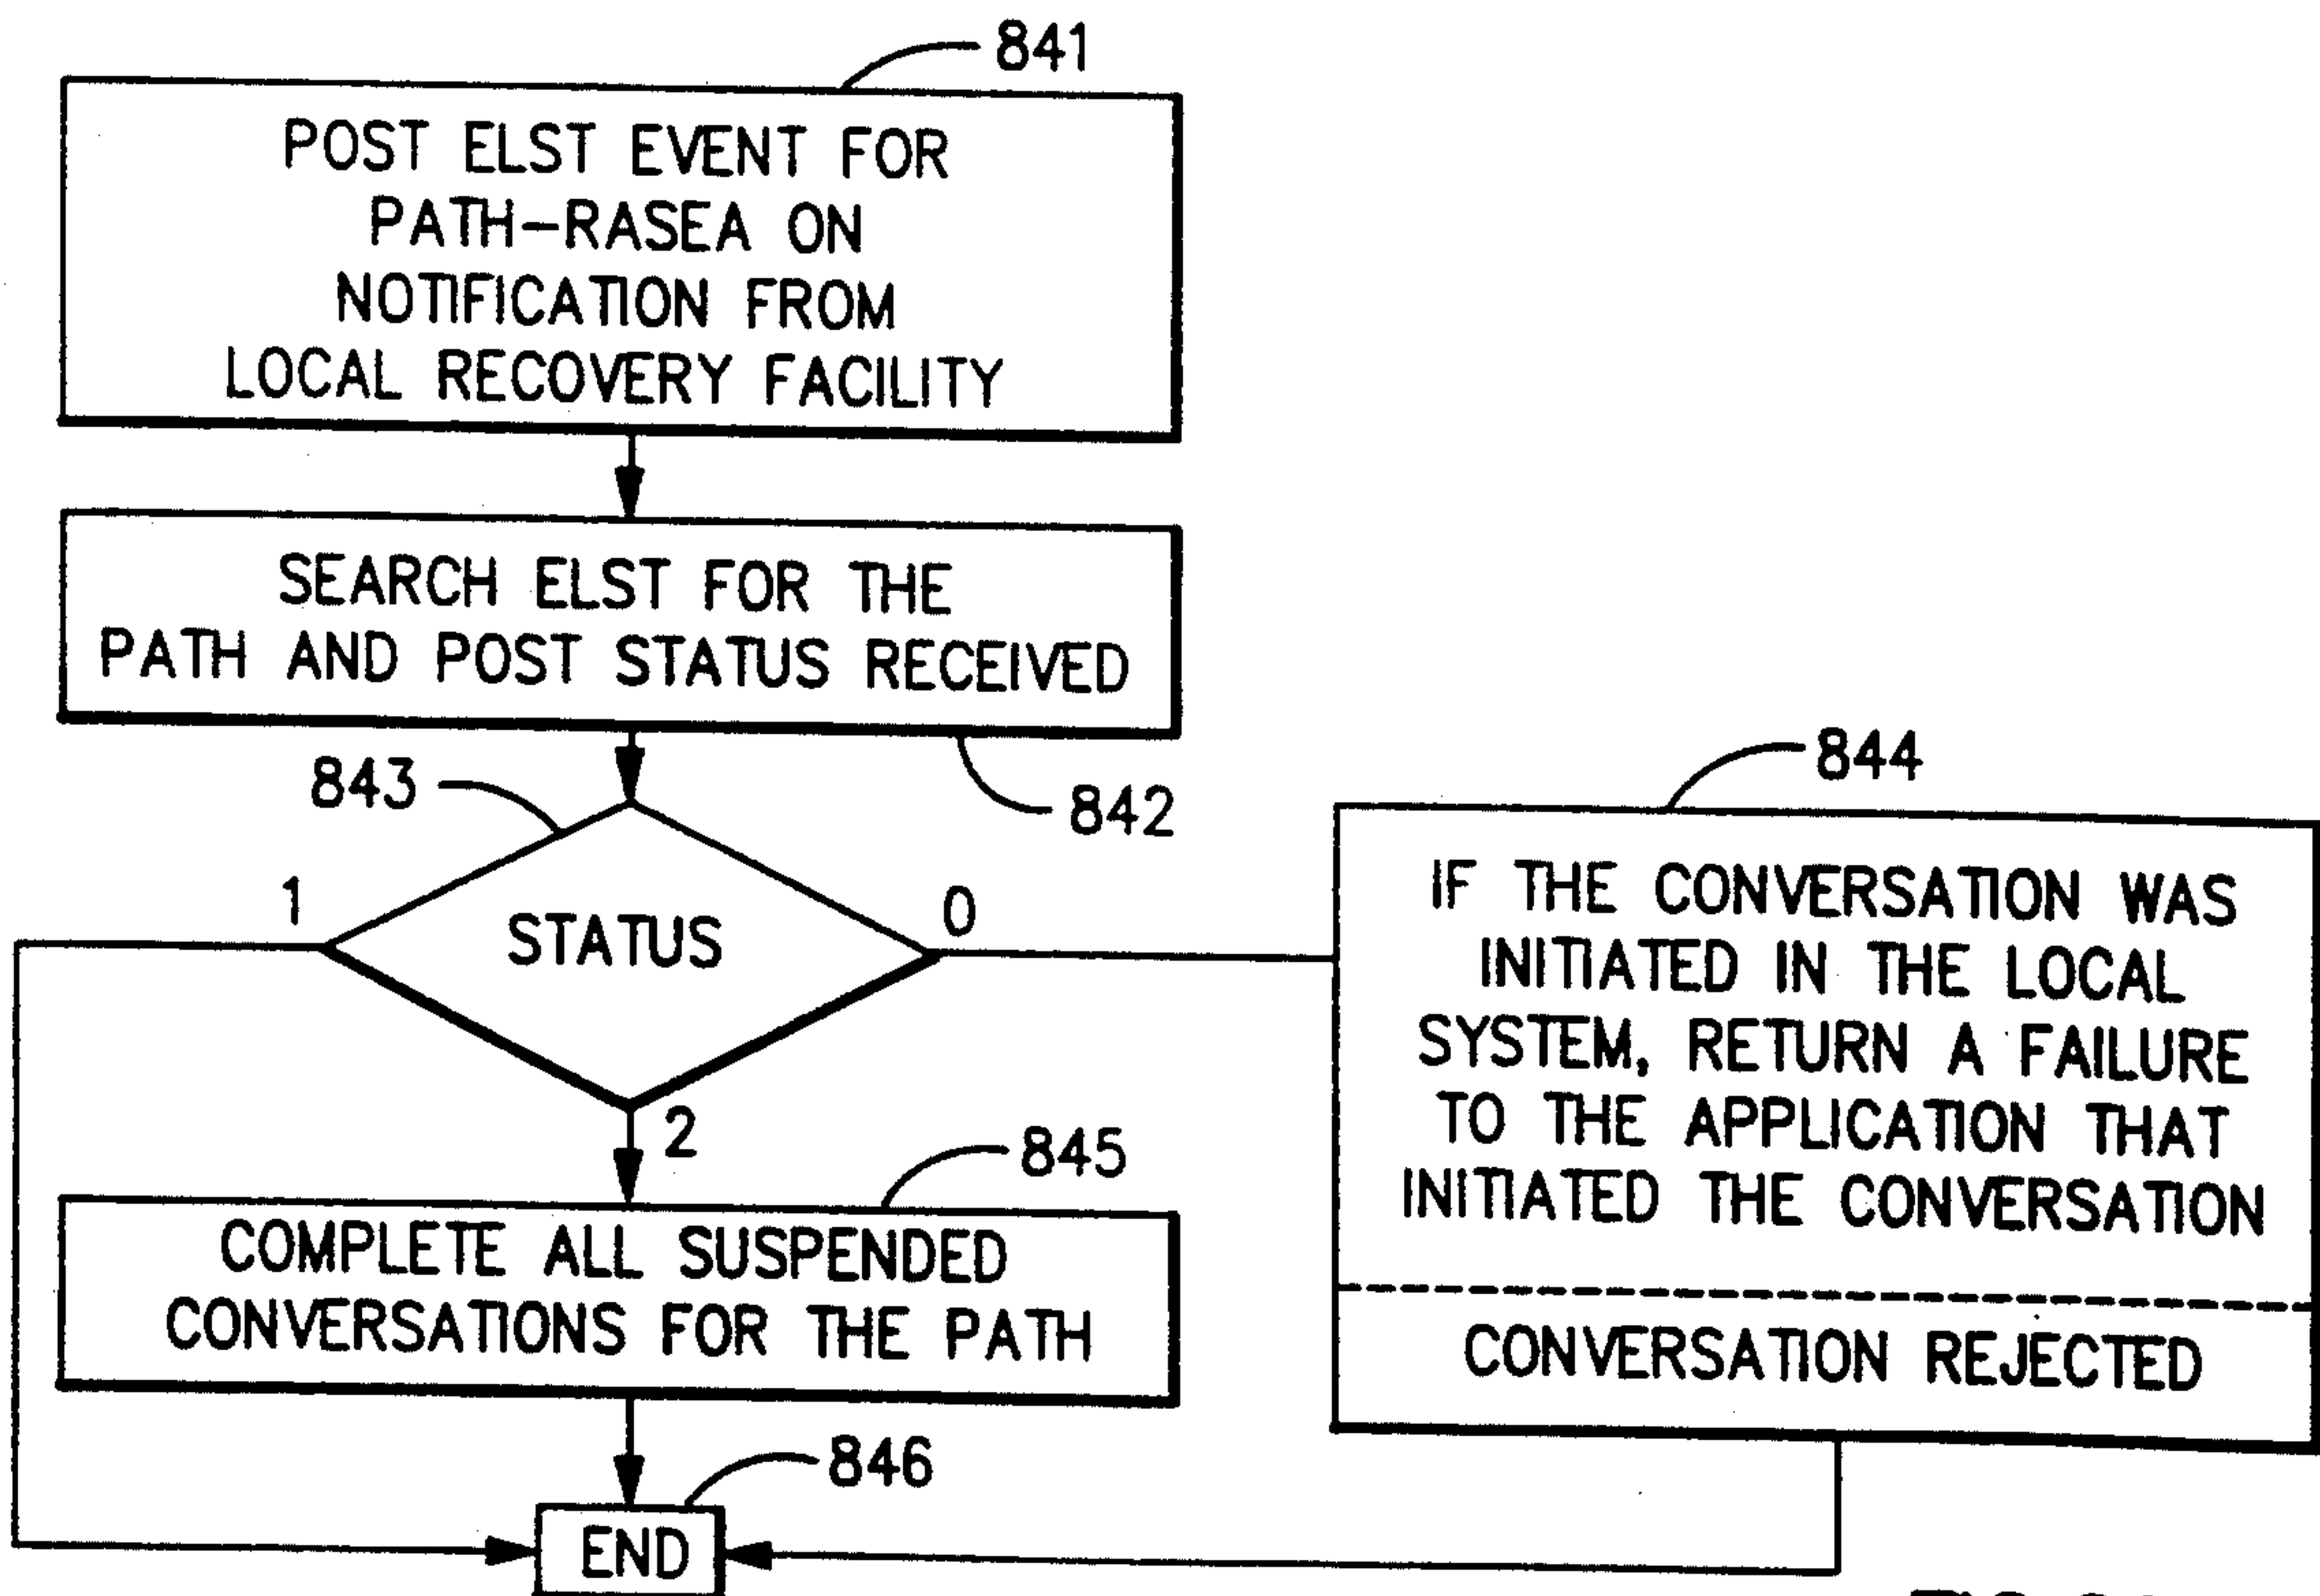 841
POST ELST EVENT FOR
PATH-RASEA ON
NOTIFICATION FROM
LOCAL RECOVERY FACILITY
SEARCH ELST FOR THE
PATH AND POST STATUS RECEIVED
842
843
STATUS
1
0
2
844
IF THE CONVERSATION WAS
INITIATED IN THE LOCAL
SYSTEM, RETURN A FAILURE
TO THE APPLICATION THAT
INITIATED THE CONVERSATION
CONVERSATION REJECTED
845
COMPLETE ALL SUSPENDED
CONVERSATIONS FOR THE PATH
846
END